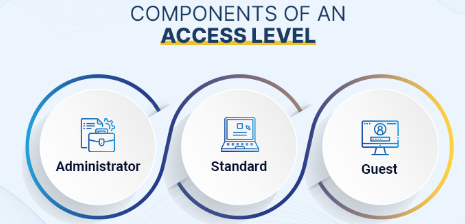 COMPONENTS OF AN
ACCESS LEVEL
Administrator
Standard
Guest